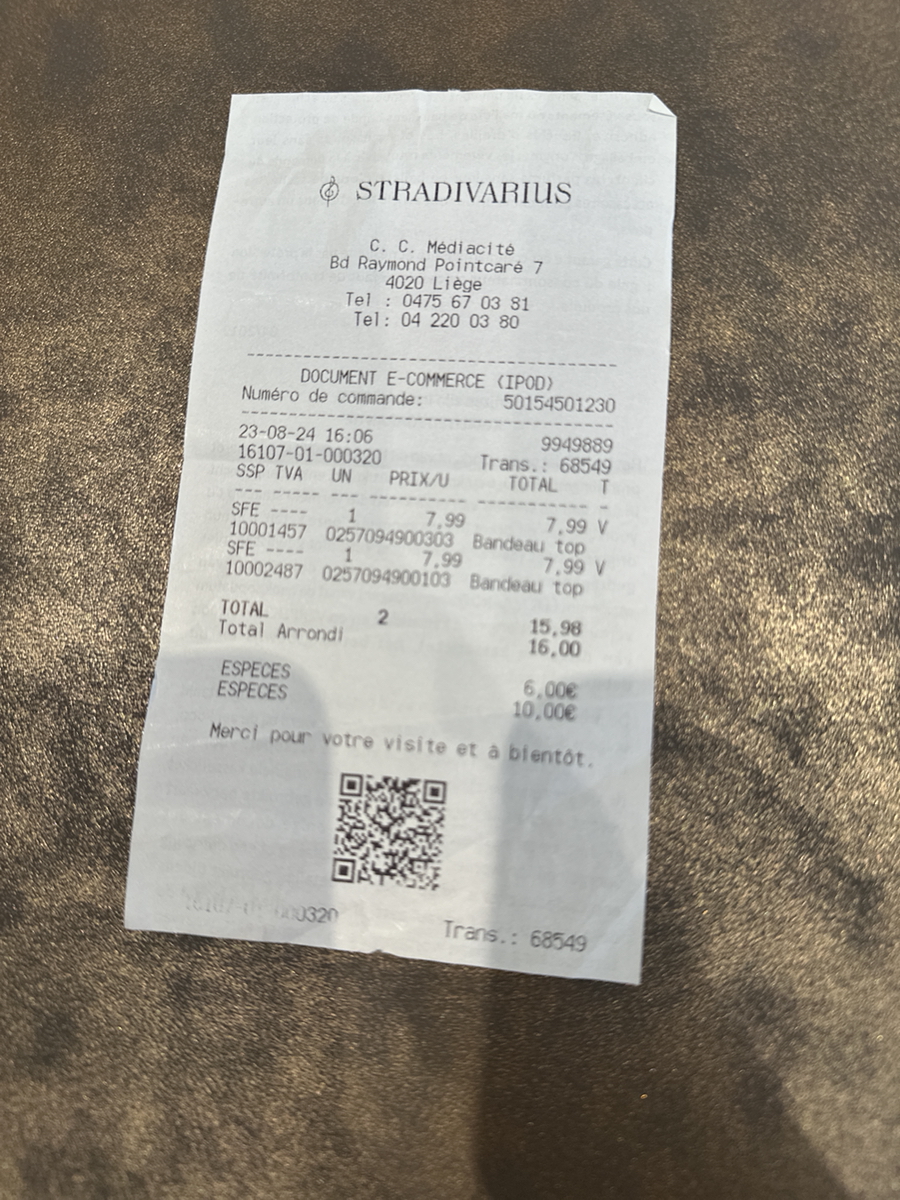 STRADIVARIUS
C. C. Médiacité
Bd Raymond Pointcaré 7
4020 Liège
Tel : 0475 67 03 81
Tel: 04 220 03 80
DOCUMENT E-COMMERCE (IPOD)
Numéro de commande: 50154501230
23-08-24 16:06 9949889
16107-01-000320 Trans.: 68549
SSP TVA UN PRIX/U TOTAL T
SFE ---- 1 7,99 7,99 V
10001457 0257094900303 Bandeau top
SFE ---- 1 7,99 7,99 V
10002487 0257094900103 Bandeau top
TOTAL 2 15,98
Total Arrondi 16,00
ESPECES 6,00€
ESPECES 10,00€
Merci pour votre visite et à bientôt.
16107-01-000320 Trans.: 68549